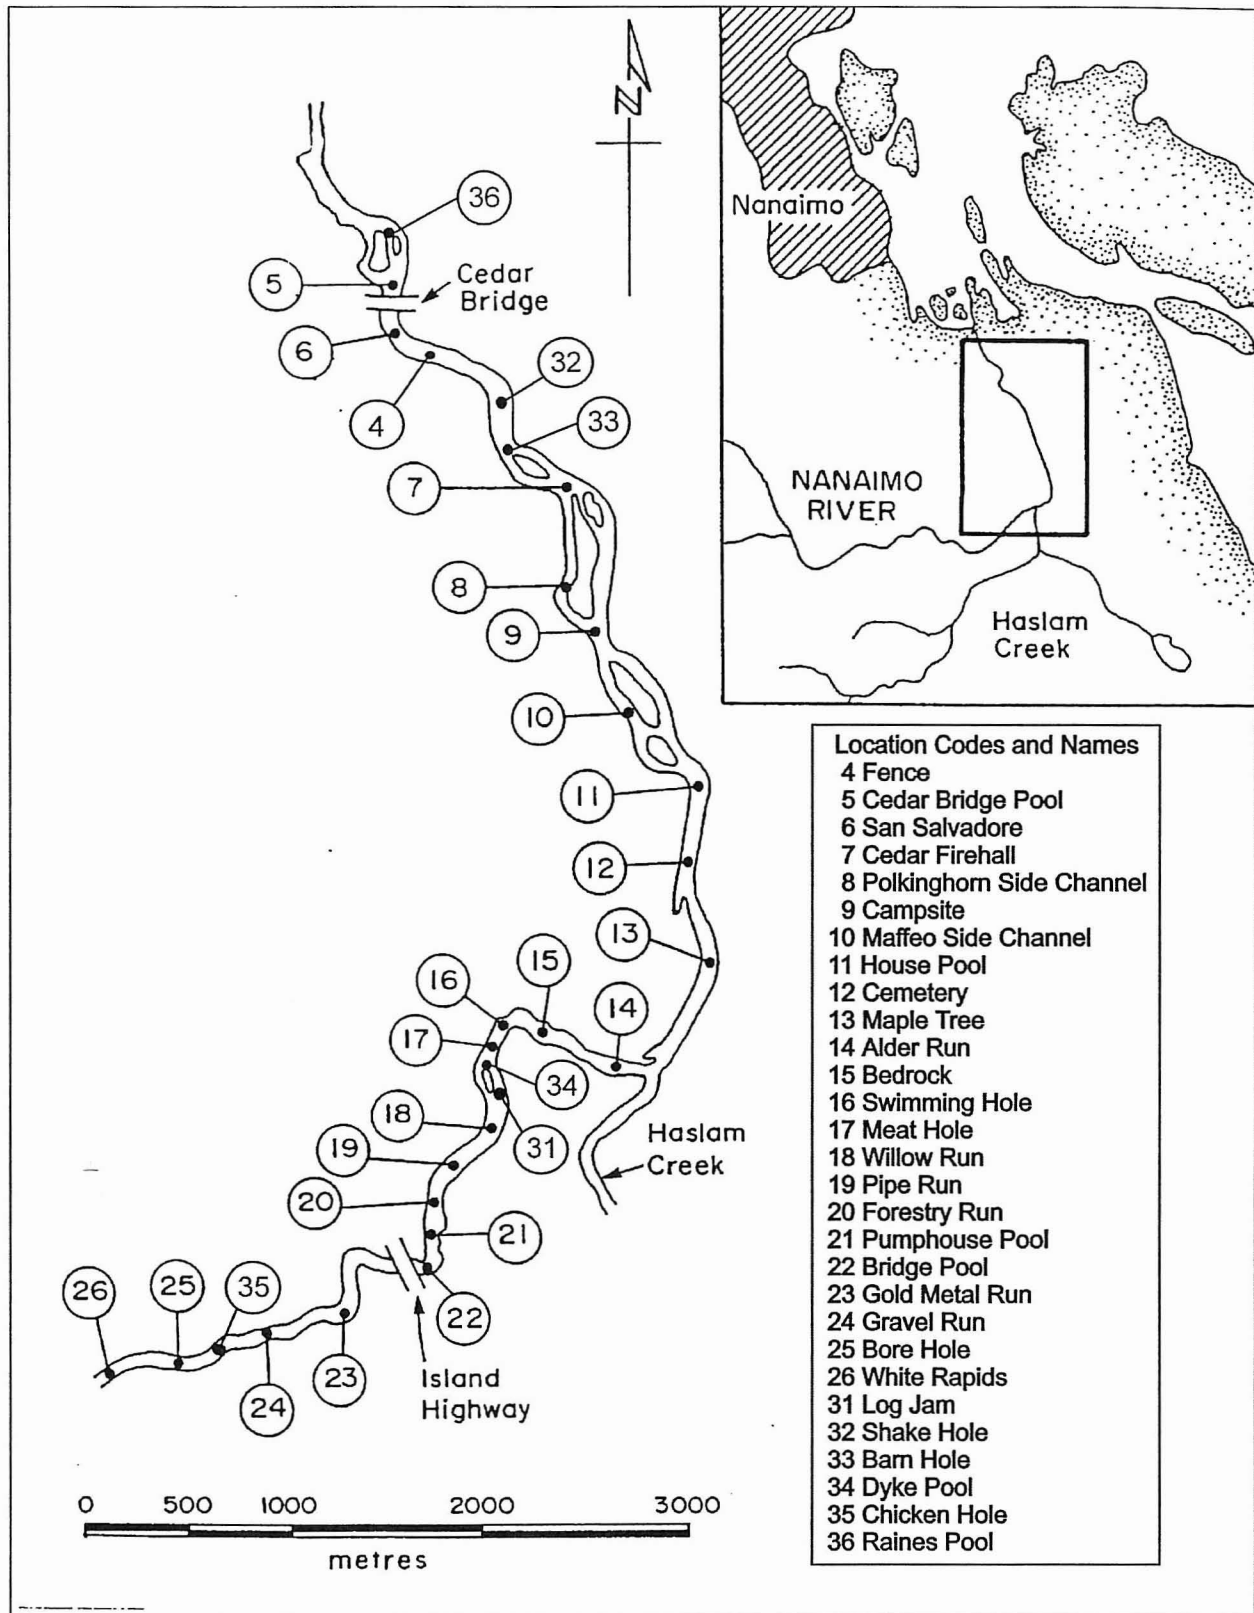 N
36
5
Cedar
Bridge
6
32
4
33
7
8
9
10
11
12
13
15
16
14
17
34
18
31
Haslam
Creek
19
20
21
22
26
25
35
24
23
Island
Highway
0 500 1000 2000 3000
metres
Nanaimo
NANAIMO
RIVER
Haslam
Creek
Location Codes and Names
4 Fence
5 Cedar Bridge Pool
6 San Salvadore
7 Cedar Firehall
8 Polkinghorn Side Channel
9 Campsite
10 Maffeo Side Channel
11 House Pool
12 Cemetery
13 Maple Tree
14 Alder Run
15 Bedrock
16 Swimming Hole
17 Meat Hole
18 Willow Run
19 Pipe Run
20 Forestry Run
21 Pumphouse Pool
22 Bridge Pool
23 Gold Metal Run
24 Gravel Run
25 Bore Hole
26 White Rapids
31 Log Jam
32 Shake Hole
33 Barn Hole
34 Dyke Pool
35 Chicken Hole
36 Raines Pool